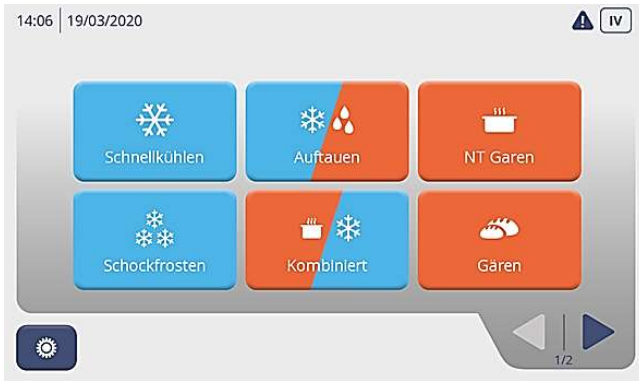 14:06 19/03/2020 IV
Schnellkühlen Auftauen NT Garen
Schockfrosten Kombiniert Gären
1/2